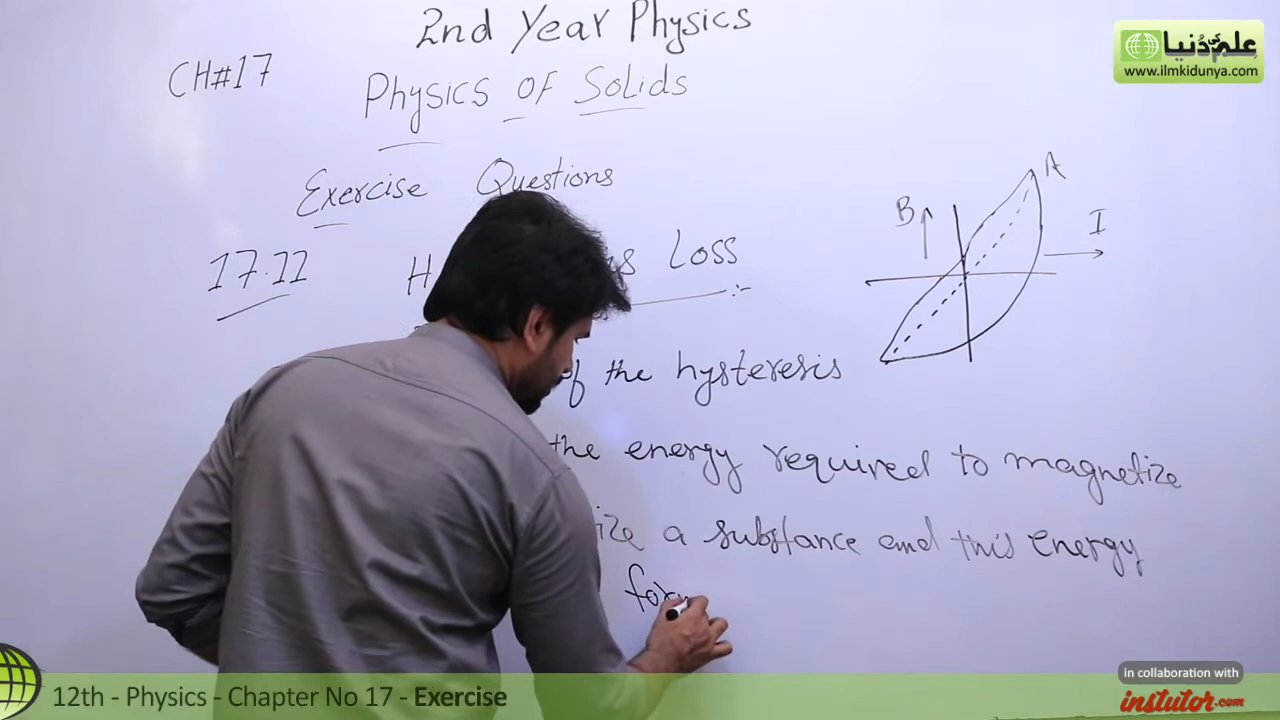 2nd Year Physics
CH#17
Physics OF Solids
Exercise Questions
17.11
Loss
of the hysteresis
the energy required to magnetize
a substance and this energy
A
B
I
علم کی دُنیا
www.ilmkidunya.com
12th - Physics - Chapter No 17 - Exercise
in collaboration with
instutor.com